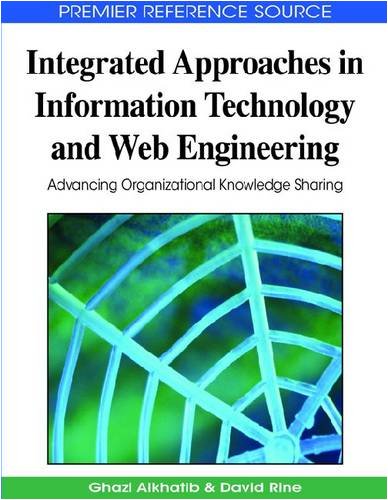 PREMIER REFERENCE SOURCE
Integrated Approaches in
Information Technology
and Web Engineering
Advancing Organizational Knowledge Sharing
Ghazi Alkhatib & David Rine